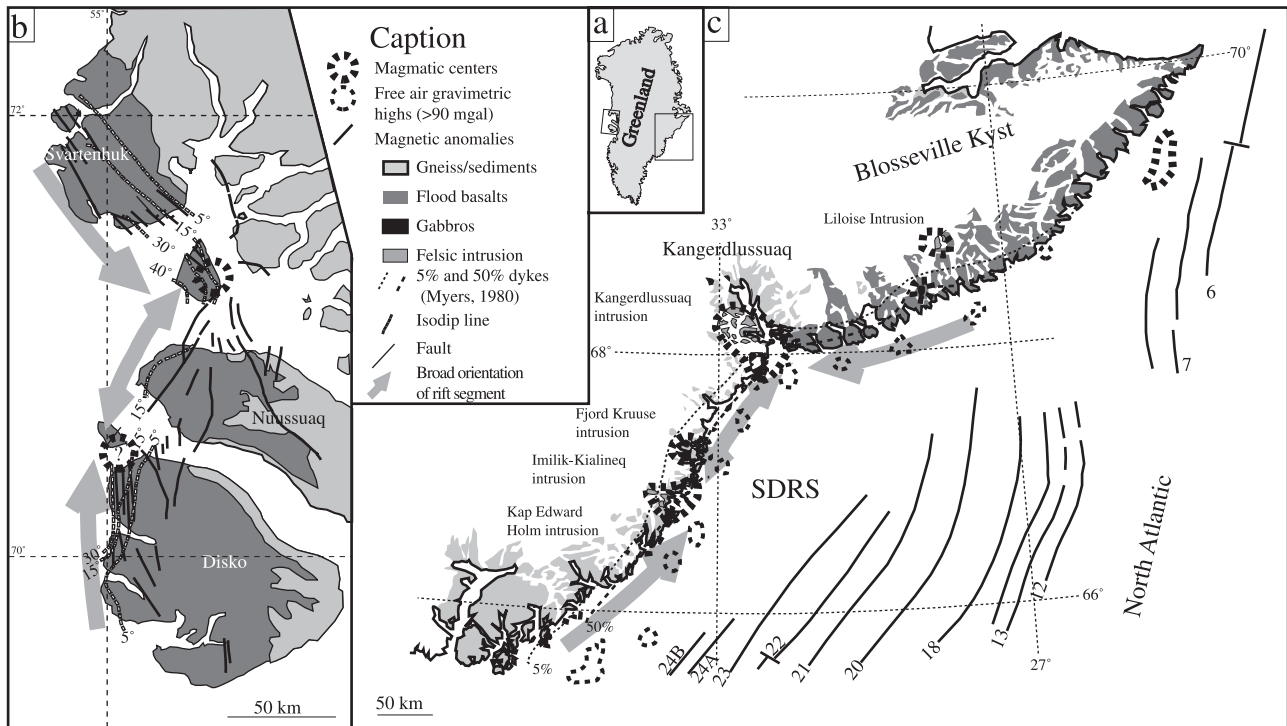 b
55°
72°
Svartenhuk
5°
15°
30°
40°
15°
Nuussuaq
15°
5°
?
70°
30°
15°
Disko
5°
50 km
Caption
Magmatic centers
Free air gravimetric
highs (>90 mgal)
Magnetic anomalies
Gneiss/sediments
Flood basalts
Gabbros
Felsic intrusion
5% and 50% dykes
(Myers, 1980)
Isodip line
Fault
Broad orientation
of rift segment
a
Greenland
c
70°
Blosseville Kyst
33°
Liloise Intrusion
Kangerdlussuaq
Kangerdlussuaq
intrusion
68°
6
7
Fjord Kruuse
intrusion
Imilik-Kialineq
intrusion
SDRS
Kap Edward
Holm intrusion
North Atlantic
66°
50%
5%
24B
24A
23
22
21
20
18
13
12
27°
50 km